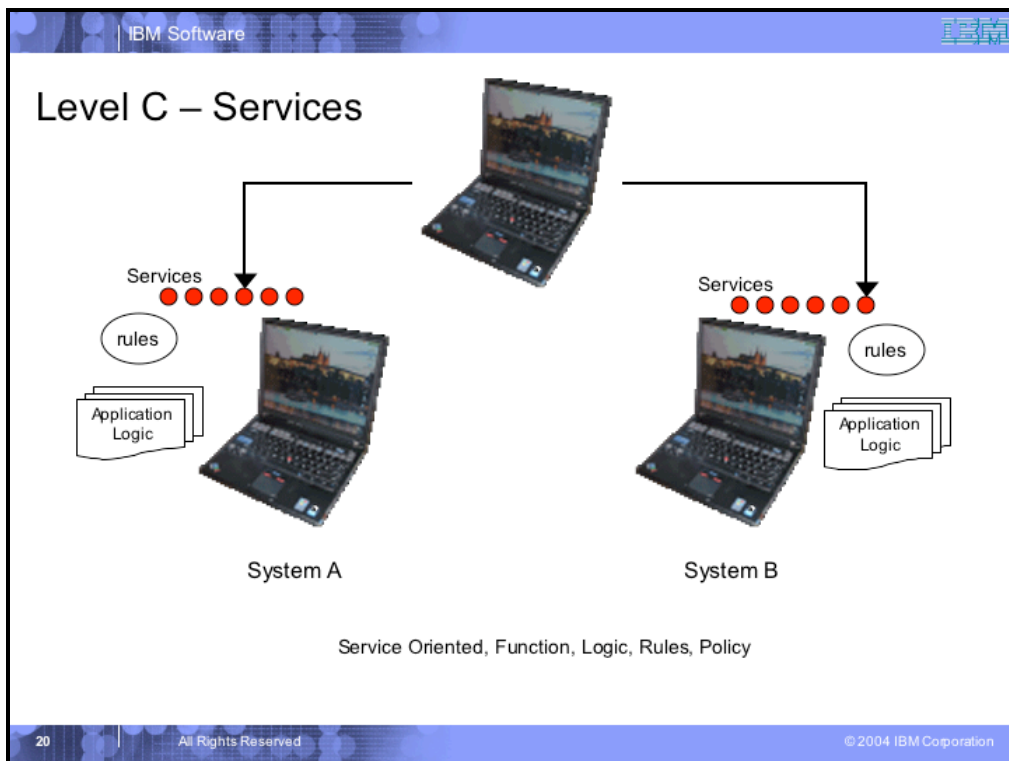 IBM Software
IBM
Level C – Services
Services
rules
Application
Logic
System A
Services
rules
Application
Logic
System B
Service Oriented, Function, Logic, Rules, Policy
20
All Rights Reserved
© 2004 IBM Corporation